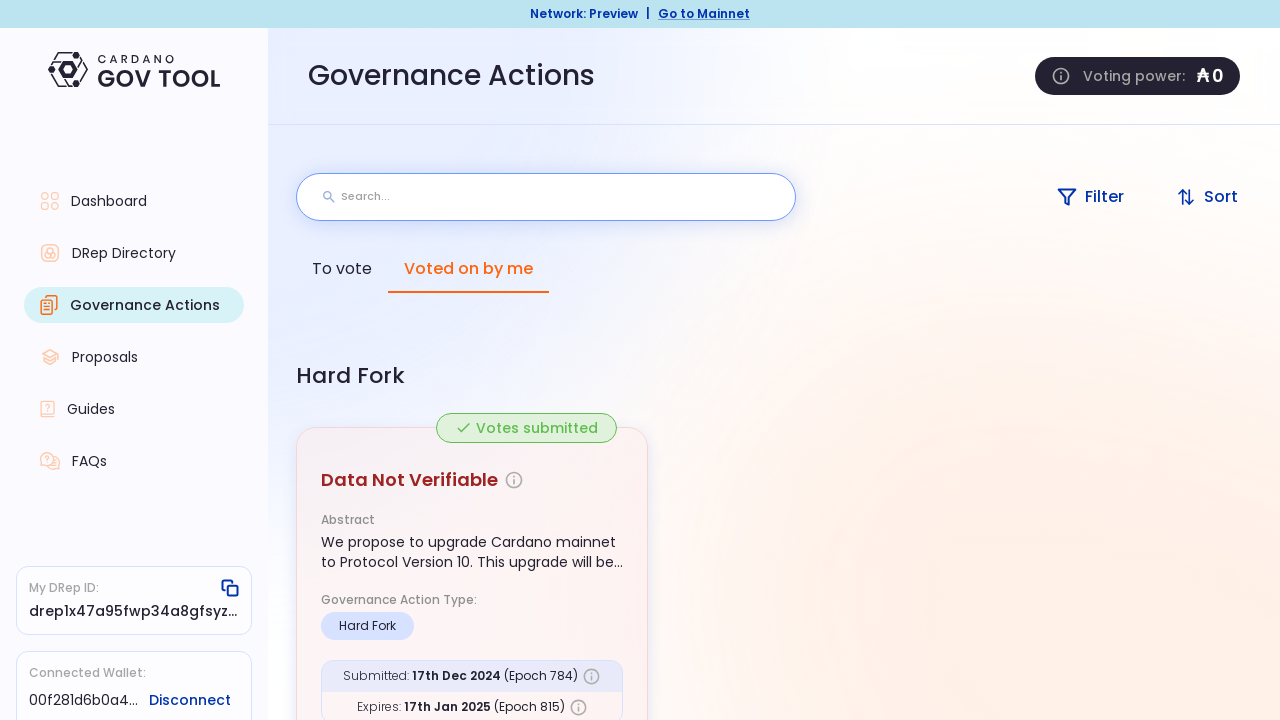 Network: Preview | Go to Mainnet
CARDANO
GOV TOOL
Governance Actions
Voting power: ₳ 0
Dashboard
DRep Directory
Governance Actions
Proposals
Guides
FAQs
My DRep ID:
drep1x47a95fwp34a8gfsyz...
Connected Wallet:
00f281d6b0a4... Disconnect
Search...
Filter
Sort
To vote
Voted on by me
Hard Fork
Votes submitted
Data Not Verifiable
Abstract
We propose to upgrade Cardano mainnet
to Protocol Version 10. This upgrade will be...
Governance Action Type:
Hard Fork
Submitted: 17th Dec 2024 (Epoch 784)
Expires: 17th Jan 2025 (Epoch 815)